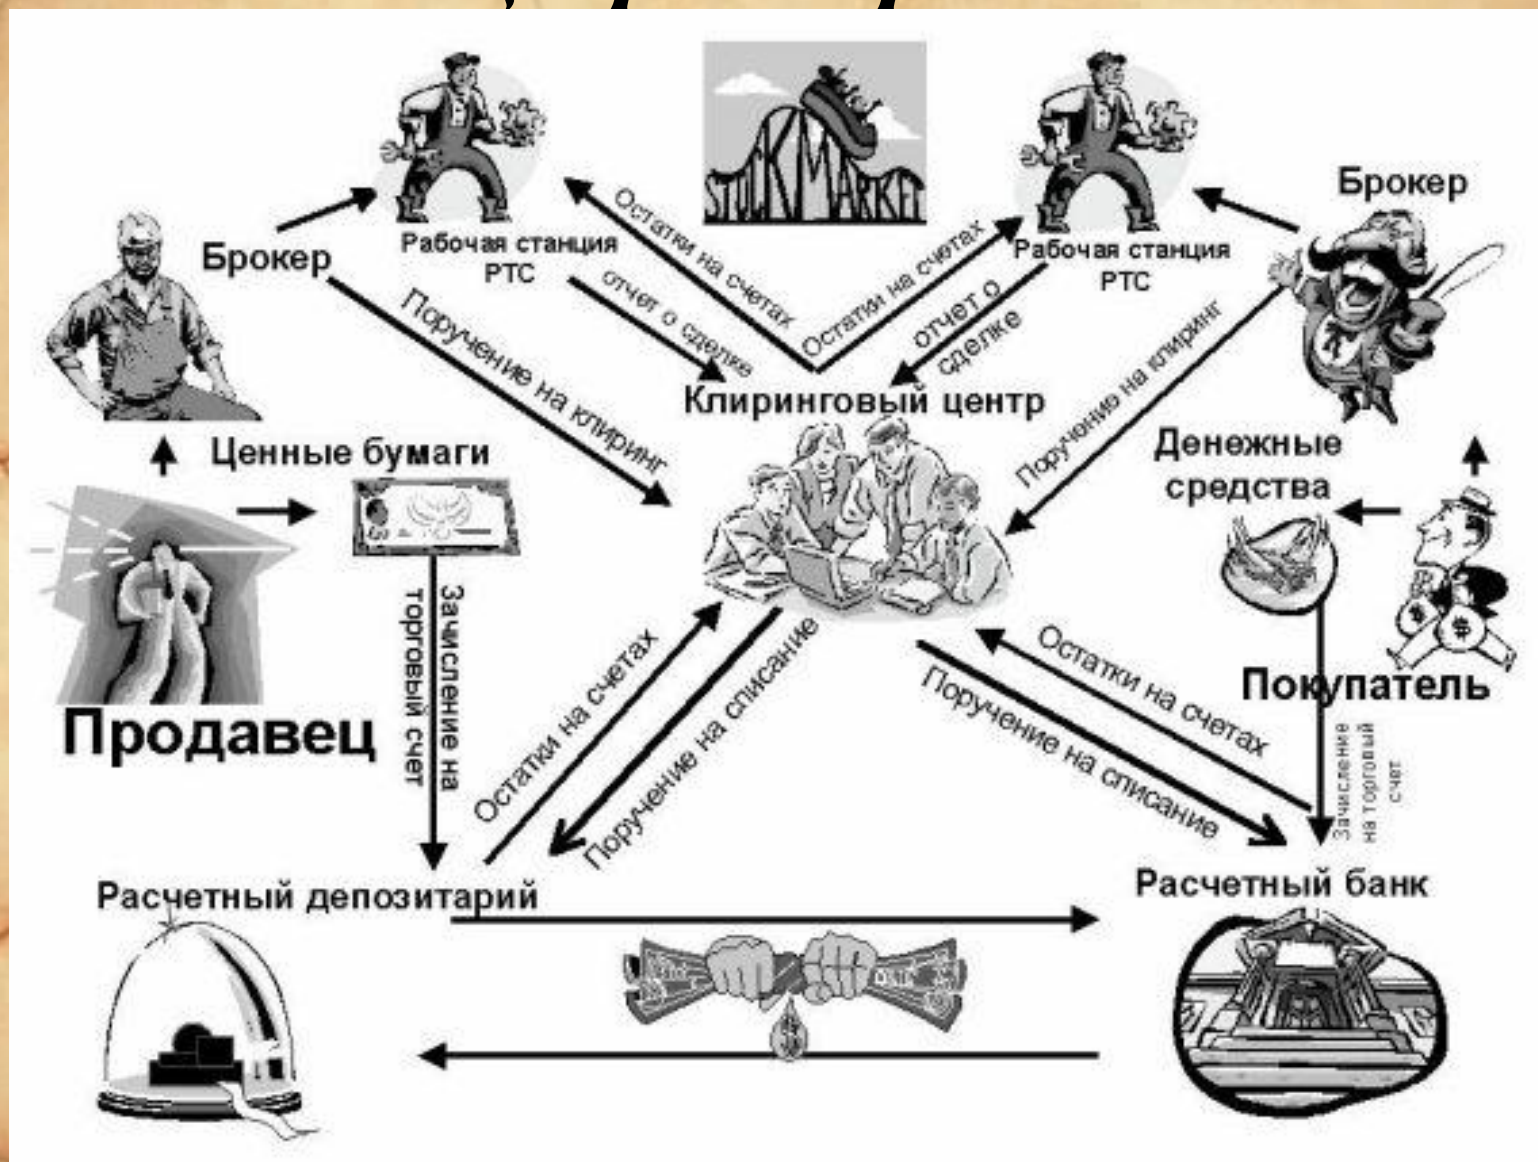 STOCK MARKET
Брокер
Рабочая станция
РТС
Остатки на счетах
Остатки на счетах
Рабочая станция
РТС
Брокер
отчет о сделке
отчет о
сделке
Поручение на клиринг
Поручение на клиринг
Клиринговый центр
Ценные бумаги
Денежные
средства
Продавец
Зачисление на
торговый счет
Остатки на счетах
Поручение на списание
Остатки на счетах
Поручение на списание
Покупатель
Зачисление
на торговый
счет
Расчетный депозитарий
Расчетный банк